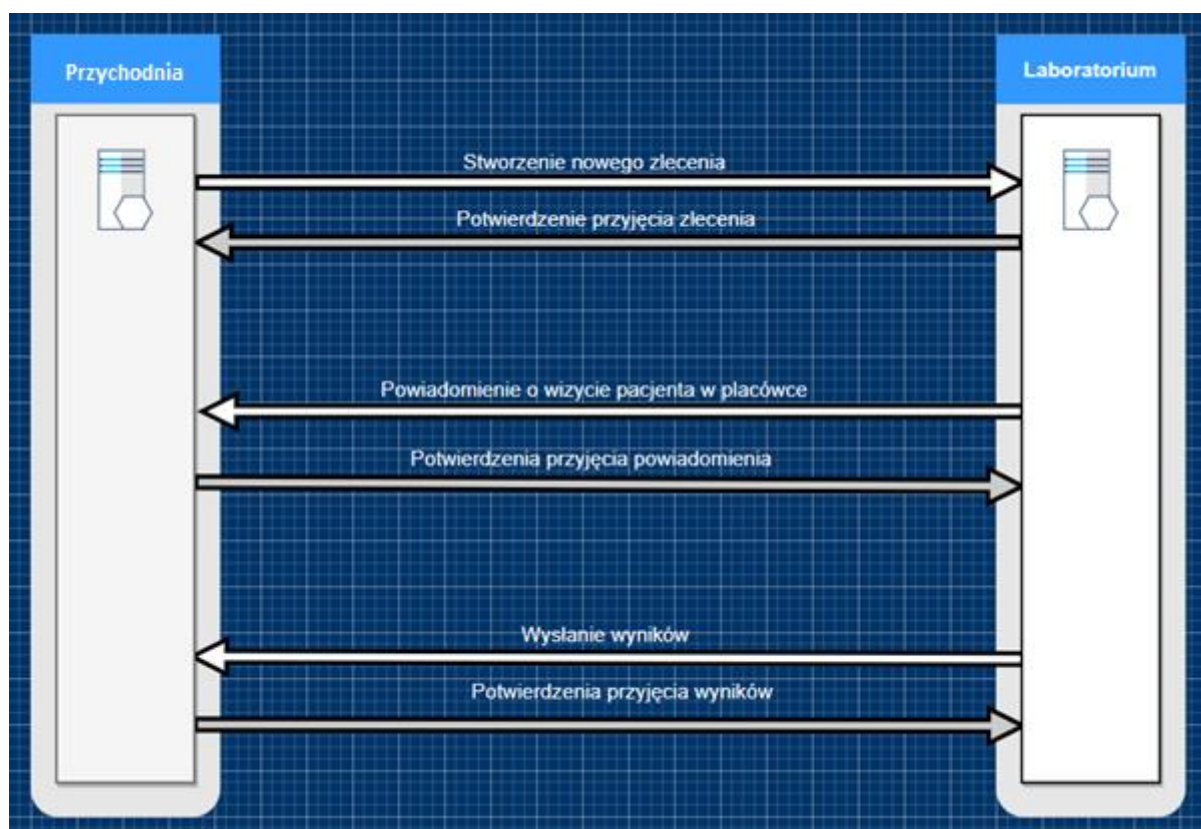 Przychodnia
Laboratorium
Stworzenie nowego zlecenia
Potwierdzenie przyjęcia zlecenia
Powiadomienie o wizycie pacjenta w placówce
Potwierdzenia przyjęcia powiadomienia
Wysłanie wyników
Potwierdzenia przyjęcia wyników